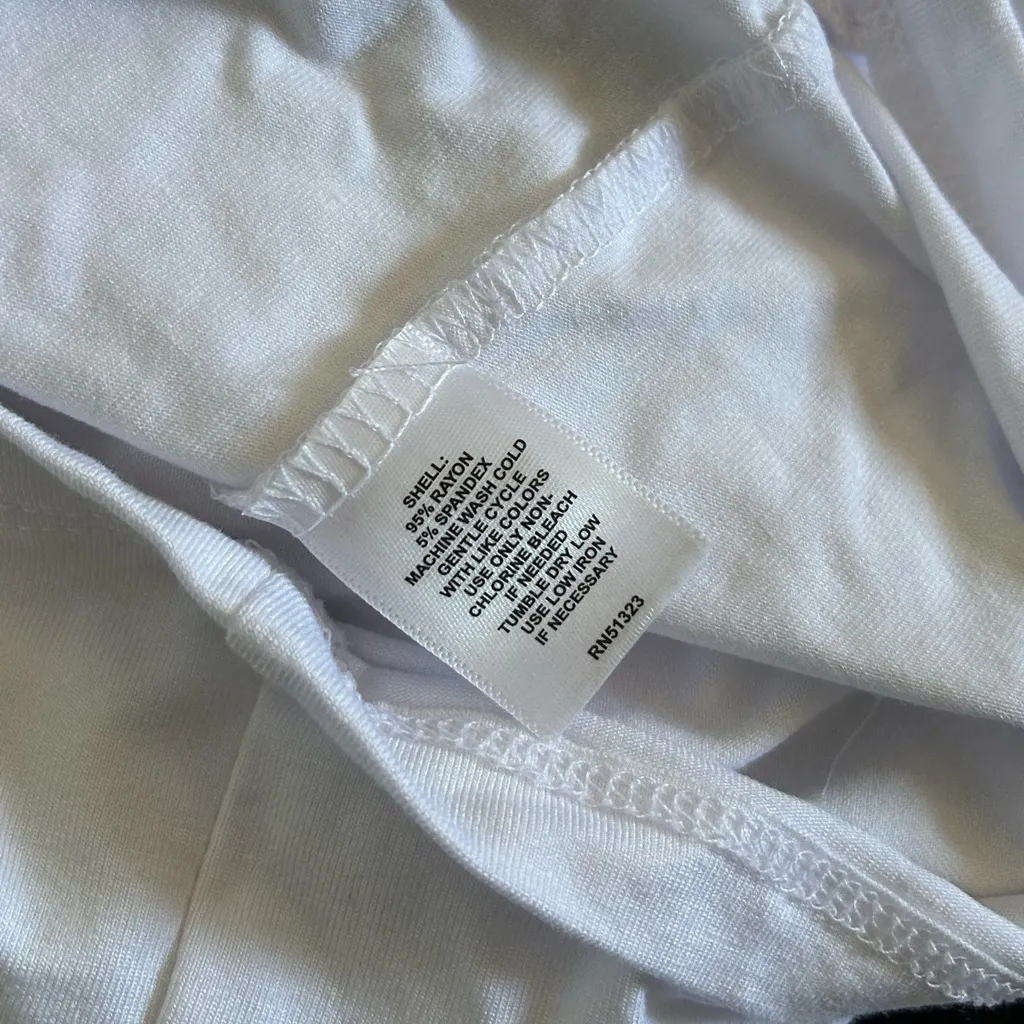 SHELL:
95% RAYON
5% SPANDEX
MACHINE WASH COLD
GENTLE CYCLE
WITH LIKE COLORS
USE ONLY NON-
CHLORINE BLEACH
IF NEEDED
TUMBLE DRY LOW
USE LOW IRON
IF NECESSARY
RN51323